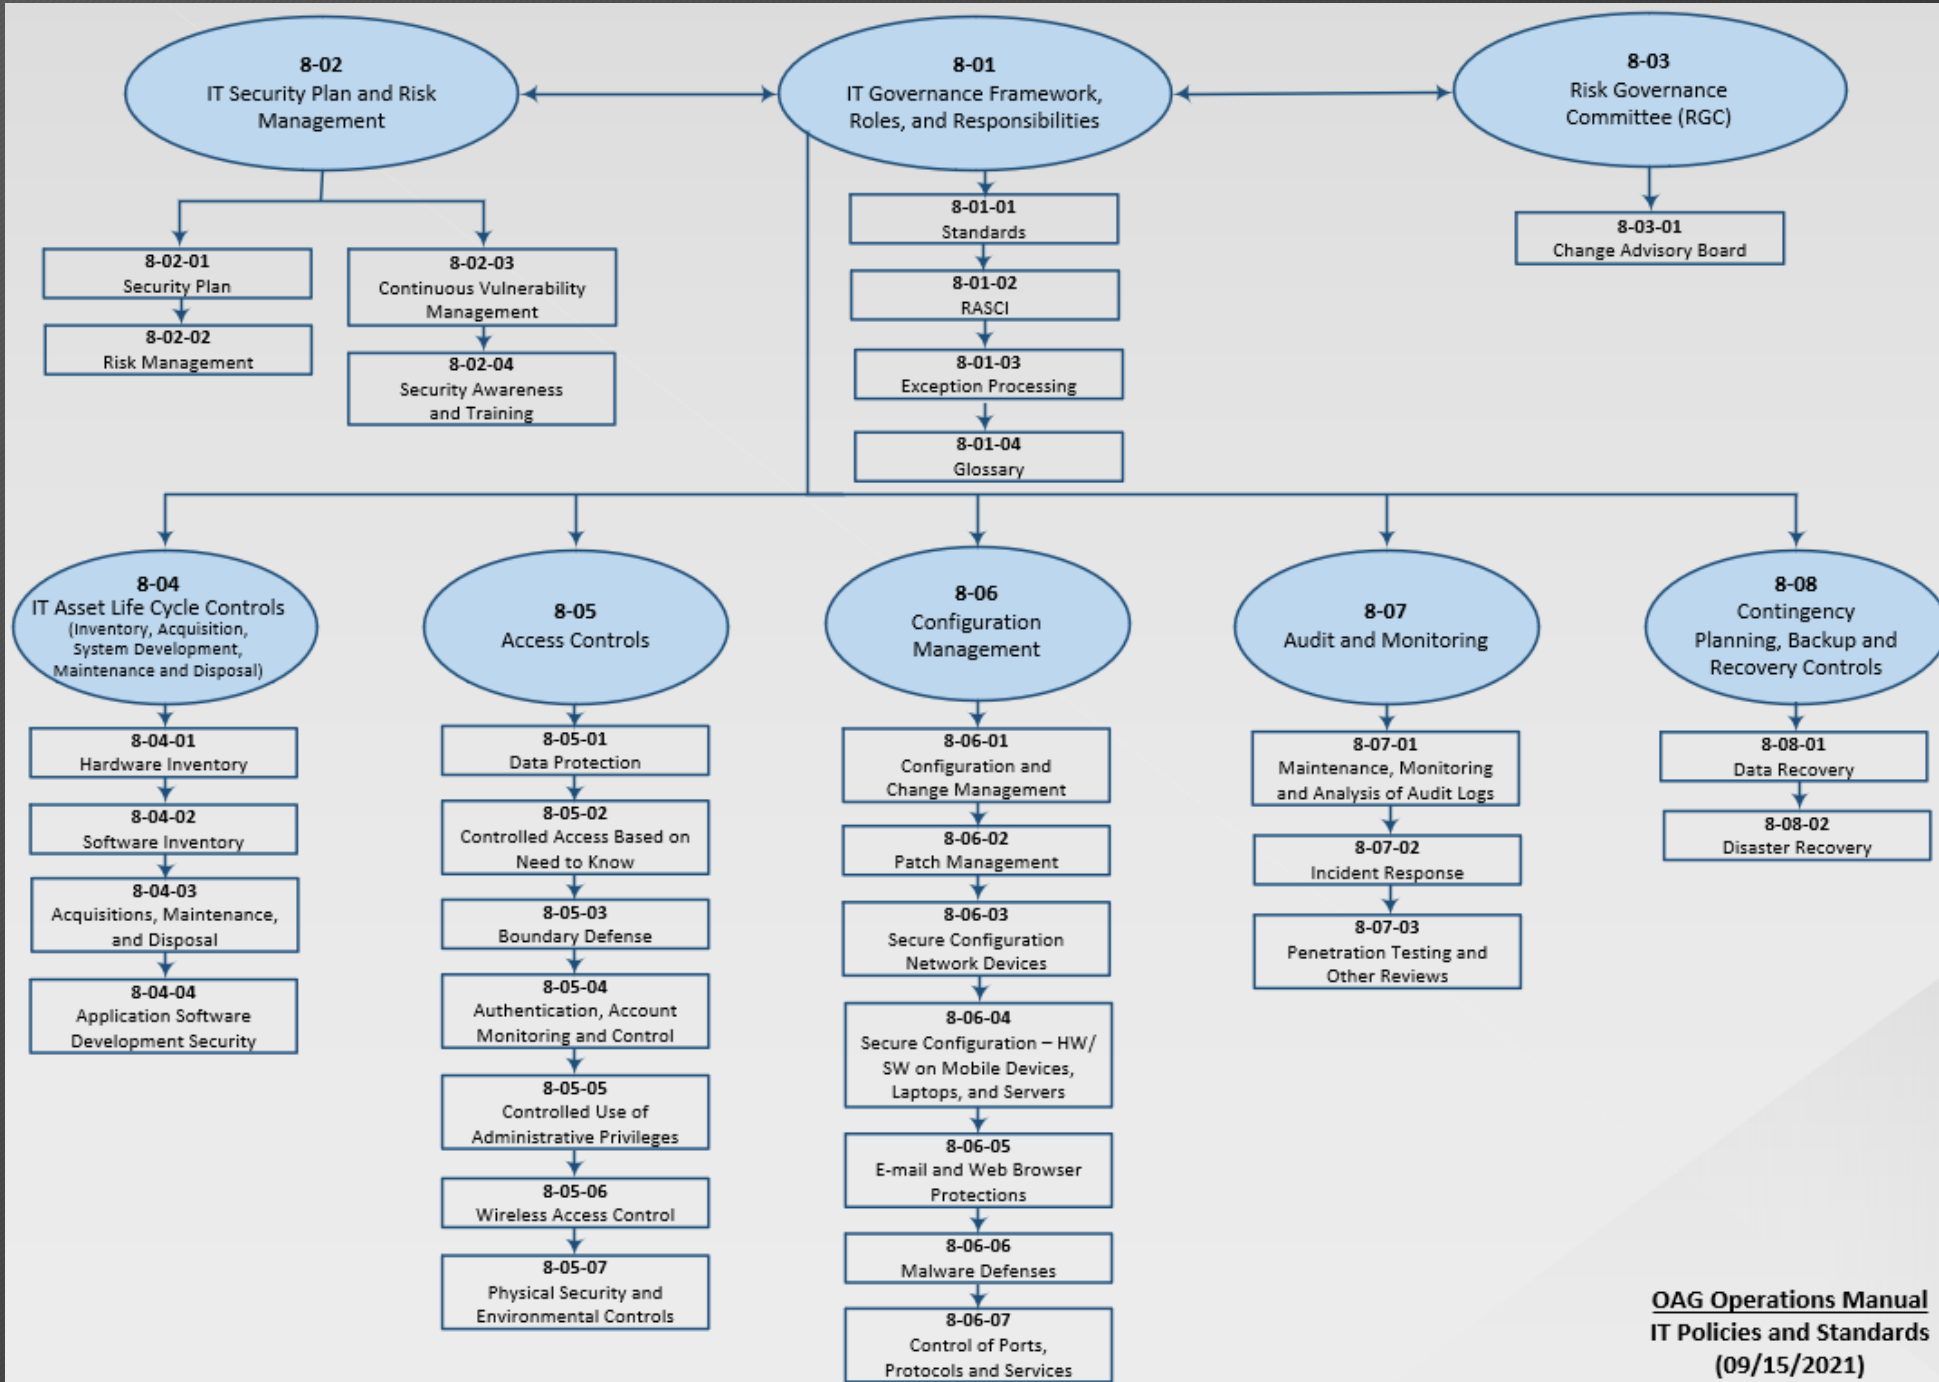 8-02
IT Security Plan and Risk
Management
8-01
IT Governance Framework,
Roles, and Responsibilities
8-03
Risk Governance
Committee (RGC)
8-02-01
Security Plan
8-02-02
Risk Management
8-02-03
Continuous Vulnerability
Management
8-02-04
Security Awareness
and Training
8-01-01
Standards
8-01-02
RASCI
8-01-03
Exception Processing
8-01-04
Glossary
8-03-01
Change Advisory Board
8-04
IT Asset Life Cycle Controls
(Inventory, Acquisition,
System Development,
Maintenance and Disposal)
8-04-01
Hardware Inventory
8-04-02
Software Inventory
8-04-03
Acquisitions, Maintenance,
and Disposal
8-04-04
Application Software
Development Security
8-05
Access Controls
8-05-01
Data Protection
8-05-02
Controlled Access Based on
Need to Know
8-05-03
Boundary Defense
8-05-04
Authentication, Account
Monitoring and Control
8-05-05
Controlled Use of
Administrative Privileges
8-05-06
Wireless Access Control
8-05-07
Physical Security and
Environmental Controls
8-06
Configuration
Management
8-06-01
Configuration and
Change Management
8-06-02
Patch Management
8-06-03
Secure Configuration
Network Devices
8-06-04
Secure Configuration – HW/
SW on Mobile Devices,
Laptops, and Servers
8-06-05
E-mail and Web Browser
Protections
8-06-06
Malware Defenses
8-06-07
Control of Ports,
Protocols and Services
8-07
Audit and Monitoring
8-07-01
Maintenance, Monitoring
and Analysis of Audit Logs
8-07-02
Incident Response
8-07-03
Penetration Testing and
Other Reviews
8-08
Contingency
Planning, Backup and
Recovery Controls
8-08-01
Data Recovery
8-08-02
Disaster Recovery
OAG Operations Manual
IT Policies and Standards
(09/15/2021)